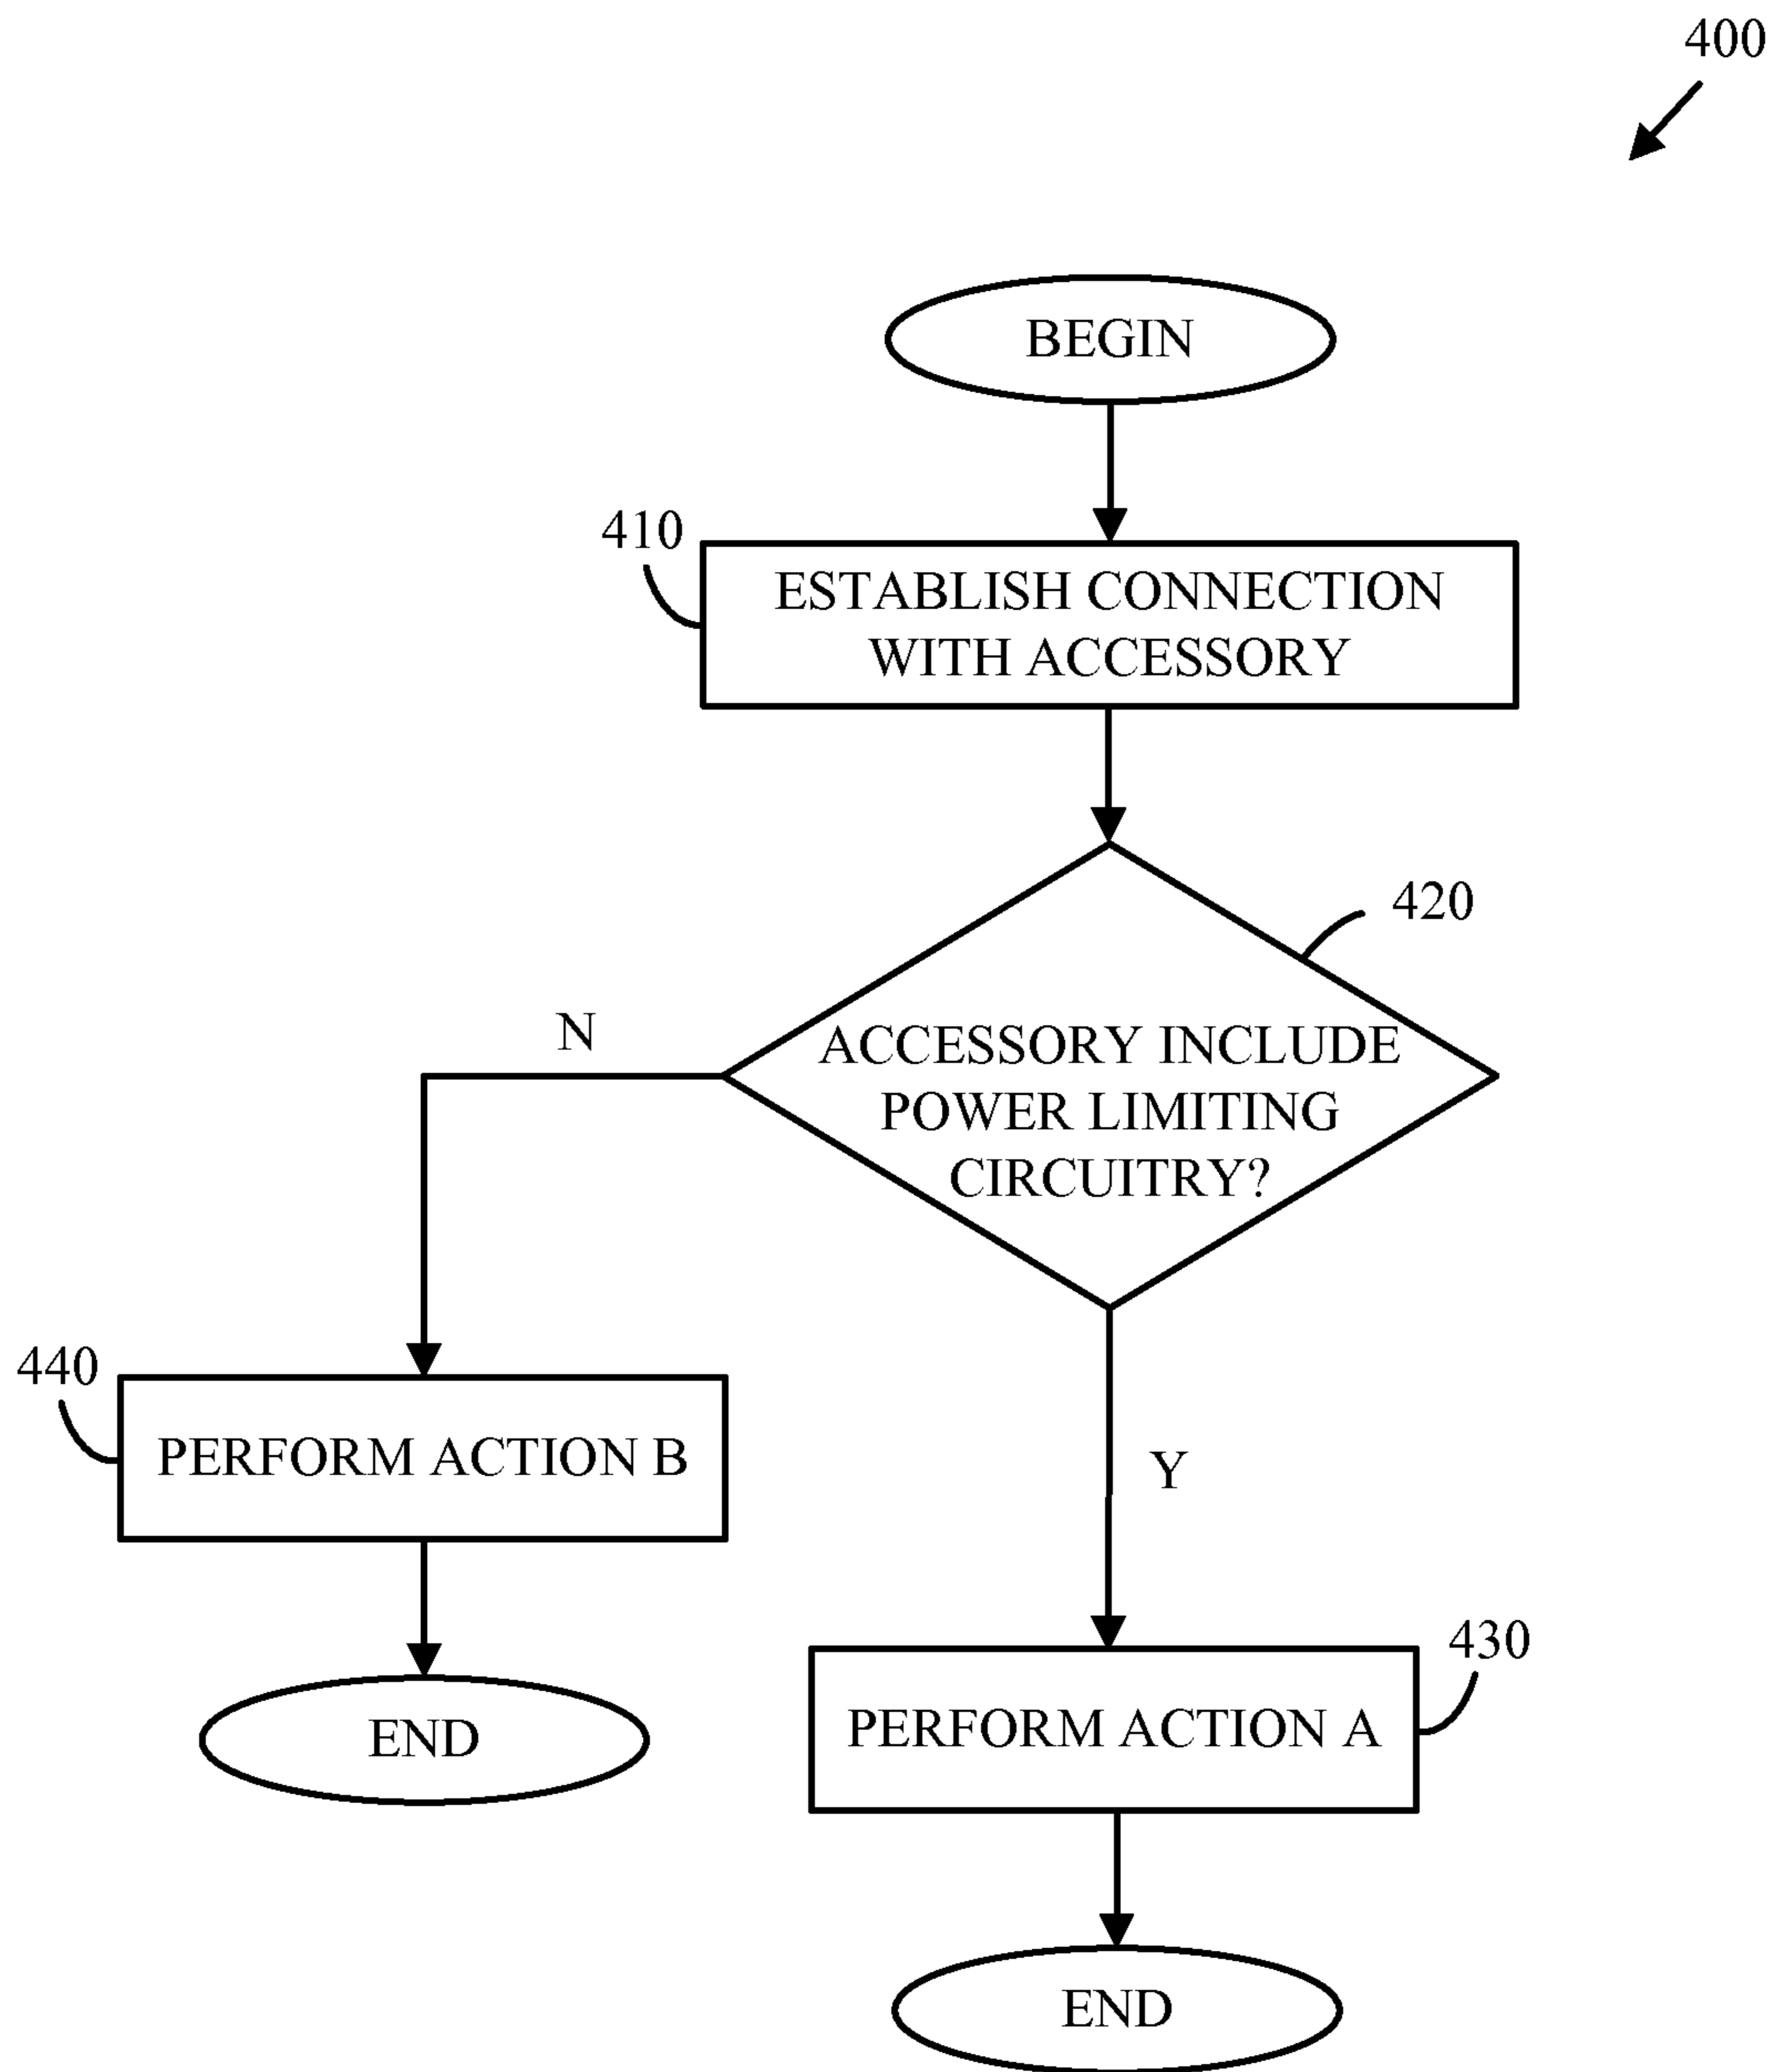 400
BEGIN
410
ESTABLISH CONNECTION
WITH ACCESSORY
420
N
ACCESSORY INCLUDE
POWER LIMITING
CIRCUITRY?
440
PERFORM ACTION B
Y
430
PERFORM ACTION A
END
END